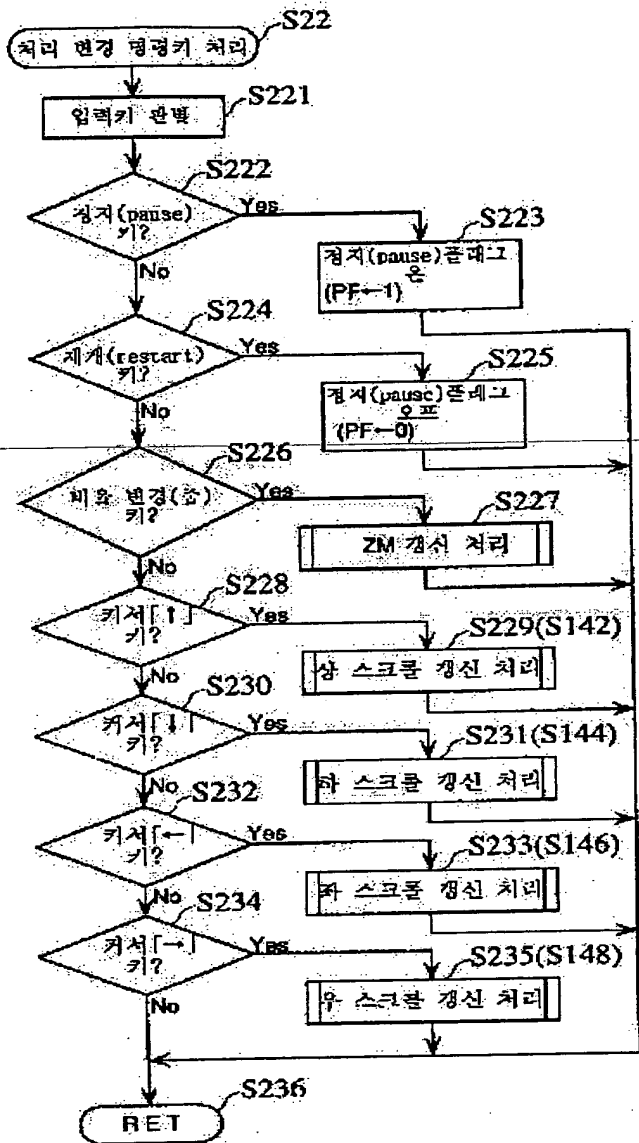 S22
처리 변경 명령키 처리
S221
입력키 판별
S222
정지(pause)
키?
Yes
No
S223
정지(pause)플래그
온
(PF←1)
S224
재개(restart)
키?
Yes
No
S225
정지(pause)플래그
오프
(PF←0)
S226
비율 변경(줌)
키?
Yes
No
S227
ZM 갱신 처리
S228
커서「↑」
키?
Yes
No
S229(S142)
상 스크롤 갱신 처리
S230
커서「↓」
키?
Yes
No
S231(S144)
하 스크롤 갱신 처리
S232
커서「←」
키?
Yes
No
S233(S146)
좌 스크롤 갱신 처리
S234
커서「→」
키?
Yes
No
S235(S148)
우 스크롤 갱신 처리
S236
RET